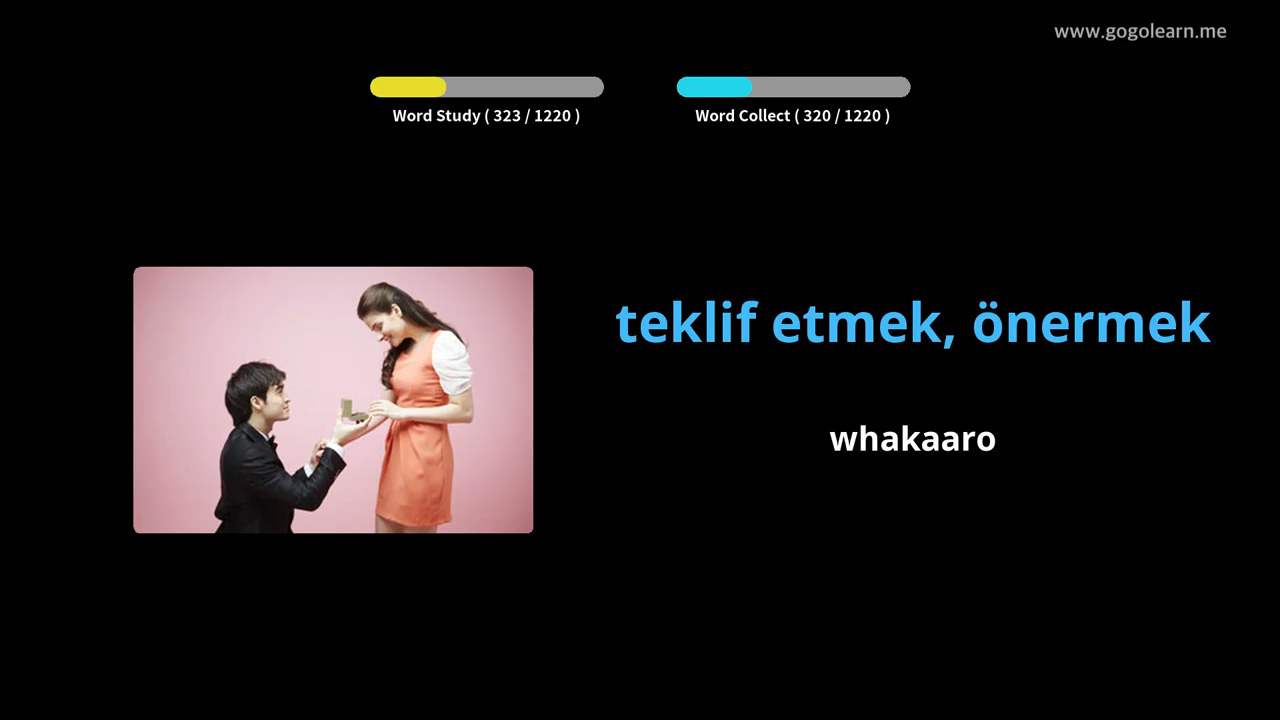 www.gogolearn.me
Word Study ( 323 / 1220 )
Word Collect ( 320 / 1220 )
teklif etmek, önermek
whakaaro